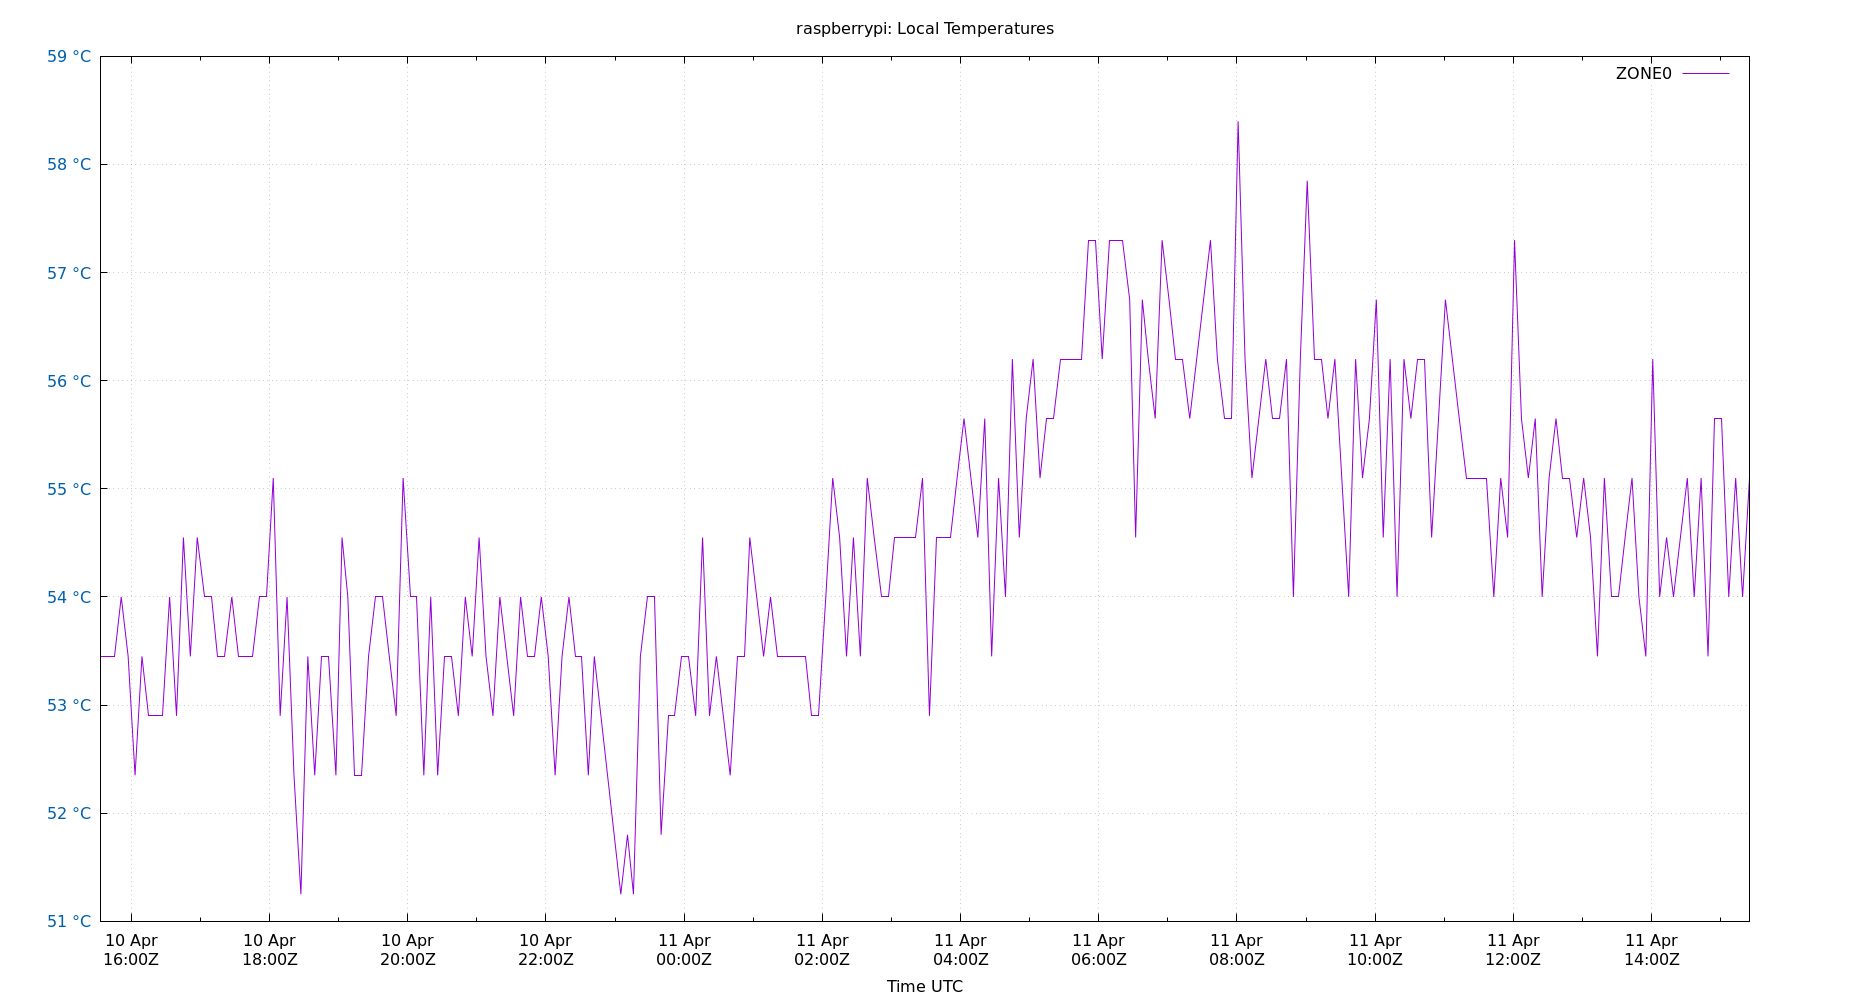 raspberrypi: Local Temperatures
59 °C
ZONE0
58 °C
57 °C
56 °C
55 °C
54 °C
53 °C
52 °C
51 °C
10 Apr 10 Apr 10 Apr 10 Apr 11 Apr 11 Apr 11 Apr 11 Apr 11 Apr 11 Apr 11 Apr 11 Apr
16:00Z 18:00Z 20:00Z 22:00Z 00:00Z 02:00Z 04:00Z 06:00Z 08:00Z 10:00Z 12:00Z 14:00Z
Time UTC